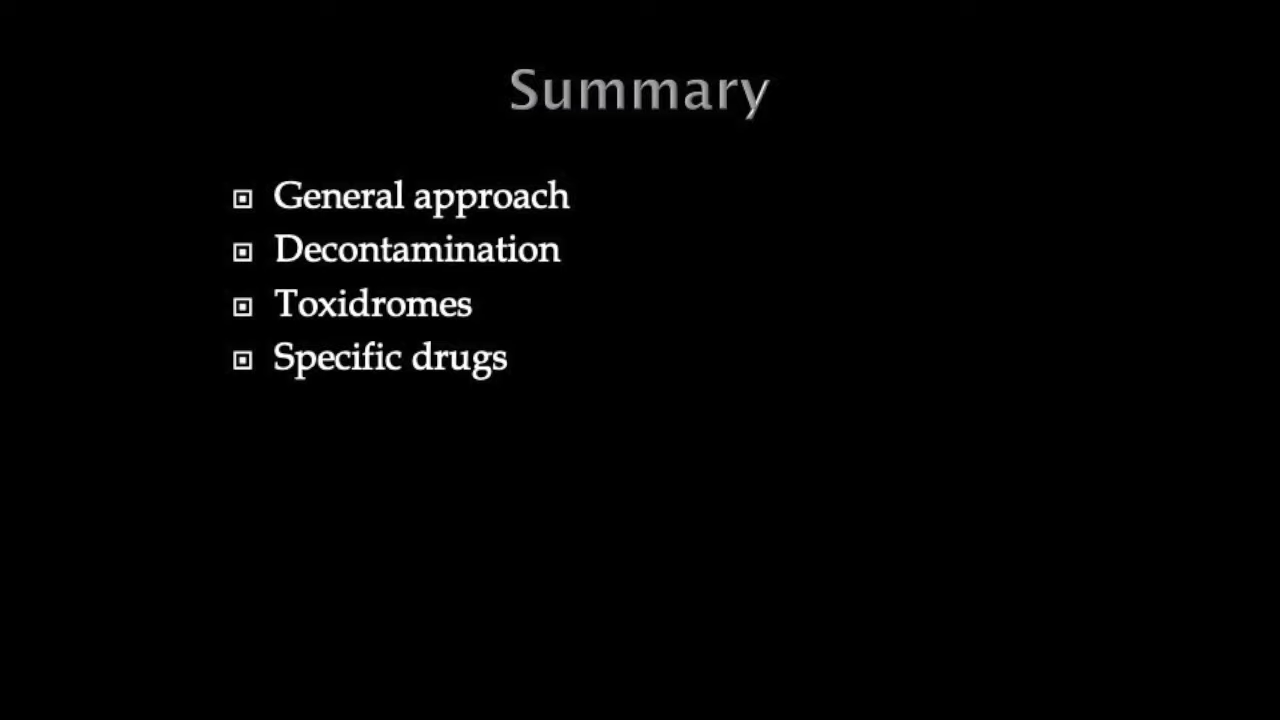 Summary
General approach
Decontamination
Toxidromes
Specific drugs